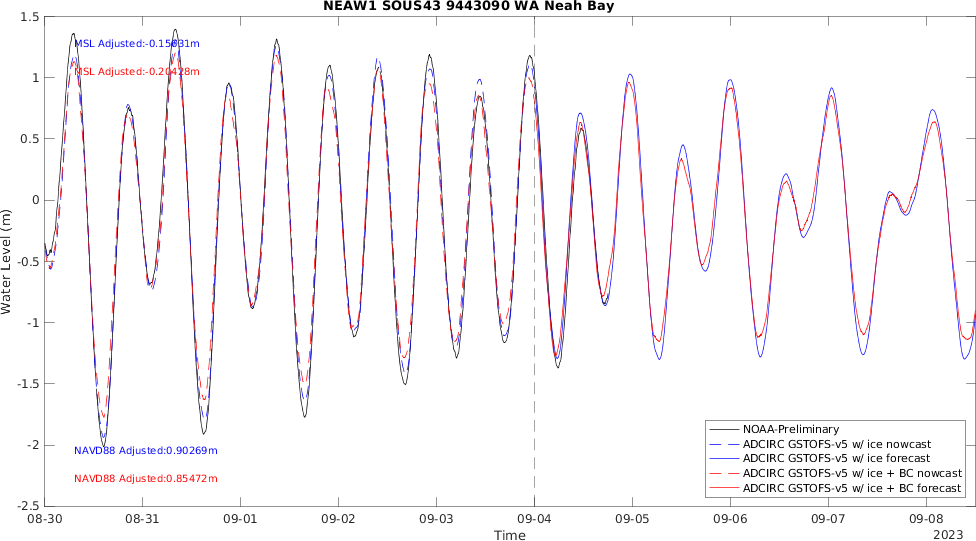 NEAW1 SOUS43 9443090 WA Neah Bay
MSL Adjusted:-0.15631m
MSL Adjusted:-0.20428m
NAVD88 Adjusted:0.90269m
NAVD88 Adjusted:0.85472m
Water Level (m)
1.5
1
0.5
0
-0.5
-1
-1.5
-2
-2.5
NOAA-Preliminary
ADCIRC GSTOFS-v5 w/ ice nowcast
ADCIRC GSTOFS-v5 w/ ice forecast
ADCIRC GSTOFS-v5 w/ ice + BC nowcast
ADCIRC GSTOFS-v5 w/ ice + BC forecast
08-30 08-31 09-01 09-02 09-03 09-04 09-05 09-06 09-07 09-08
Time
2023